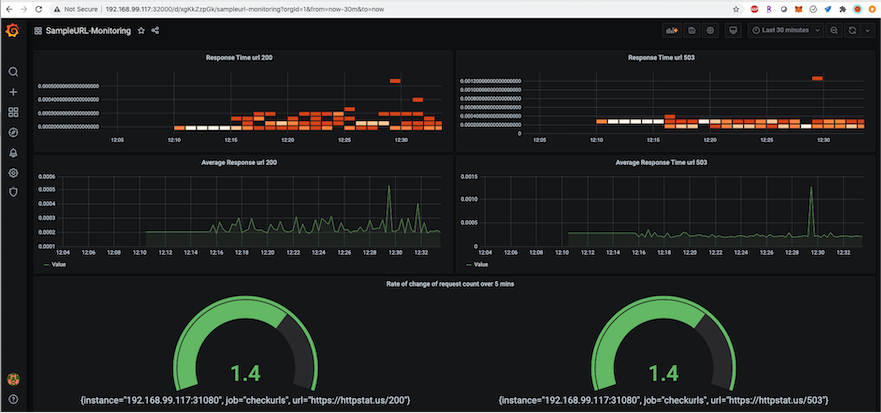 Not Secure | 192.168.99.117:32000/d/xgKkZzpGk/sampleurl-monitoring?orgId=1&from=now-30m&to=now
SampleURL-Monitoring
Last 30 minutes
Response Time url 200
0.00050000000000000
0.00040000000000000
0.00030000000000000
0.00020000000000000
12:05 12:10 12:15 12:20 12:25 12:30
Response Time url 503
0.00120000000000000
0.00100000000000000
0.00080000000000000
0.00060000000000000
0.00040000000000000
0.00020000000000000
0
12:05 12:10 12:15 12:20 12:25 12:30
Average Response url 200
0.0006
0.0005
0.0004
0.0003
0.0002
0.0001
12:04 12:06 12:08 12:10 12:12 12:14 12:16 12:18 12:20 12:22 12:24 12:26 12:28 12:30 12:32
Value
Average Response Time url 503
0.0015
0.0010
0.0005
0
12:04 12:06 12:08 12:10 12:12 12:14 12:16 12:18 12:20 12:22 12:24 12:26 12:28 12:30 12:32
Value
Rate of change of request count over 5 mins
1.4
{instance="192.168.99.117:31080", job="checkurls", url="https://httpstat.us/200"}
1.4
{instance="192.168.99.117:31080", job="checkurls", url="https://httpstat.us/503"}